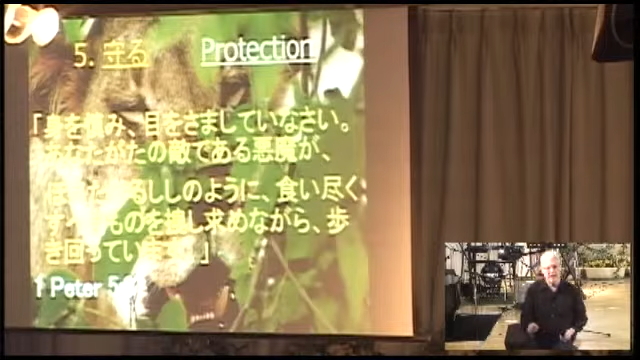 5. 守る Protection
「身を慎み、目をさましていなさい。
あなたがたの敵である悪魔が、
ししのように、食い尽く
ものを捜し求めながら、歩
き回って
1 Peter 5: